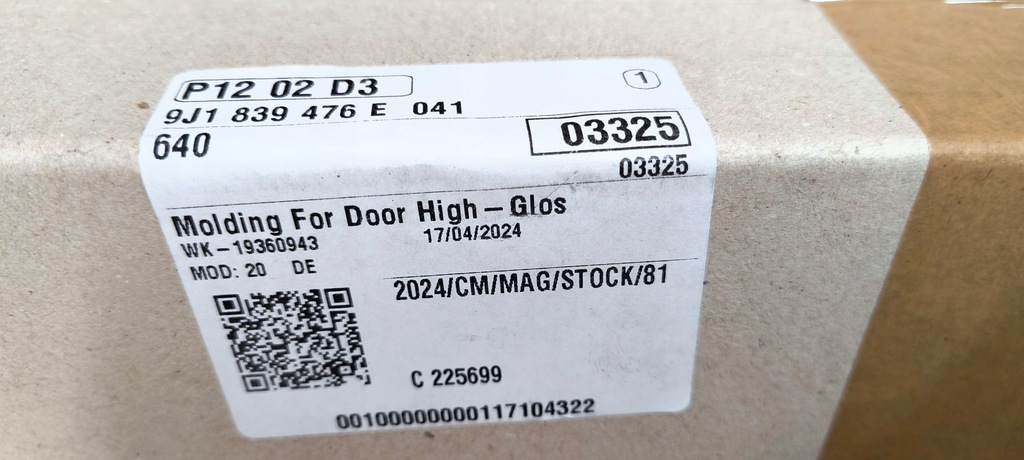 P12 02 D3
1
9J1 839 476 E 041
640
03325
03325
Molding For Door High-Glos
WK-19360943
17/04/2024
MOD: 20 DE
2024/CM/MAG/STOCK/81
C 225699
00100000000117104322